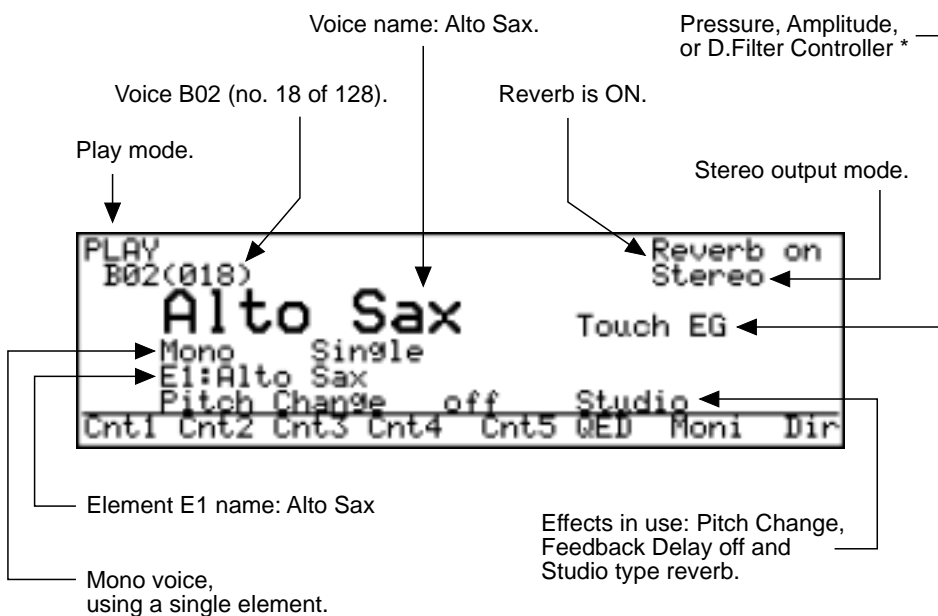 Voice name: Alto Sax.
Pressure, Amplitude,
or D.Filter Controller *
Voice B02 (no. 18 of 128).
Reverb is ON.
Play mode.
Stereo output mode.
PLAY
Reverb on
B02(018)
Stereo
Alto Sax
Touch EG
Mono Single
E1:Alto Sax
Pitch Change off Studio
Cnt1 Cnt2 Cnt3 Cnt4 Cnt5 QED Moni Dir
Element E1 name: Alto Sax
Effects in use: Pitch Change,
Feedback Delay off and
Studio type reverb.
Mono voice,
using a single element.